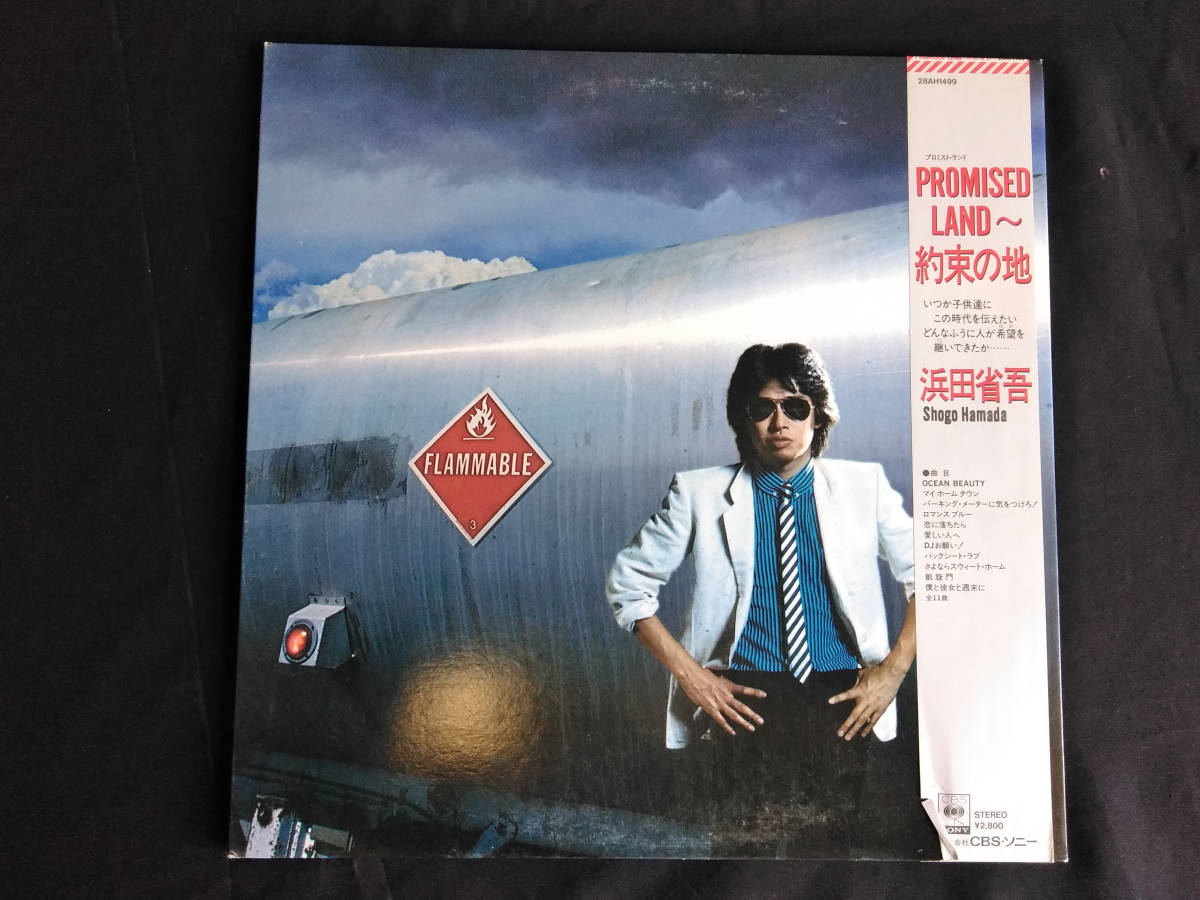 FLAMMABLE
3
28AH1499
プロミスト・ランド
PROMISED
LAND〜
約束の地
いつか子供達に
この時代を伝えたい
どんなふうに人が希望を
継いできたか……
浜田省吾
Shogo Hamada
●曲目
OCEAN BEAUTY
マイ ホーム タウン
パーキング・メーターに気をつけろ!
ロマンス ブルー
恋に落ちたら
愛しい人へ
DJお願い!
バックシート・ラブ
さよならスウィート・ホーム
凱旋門
僕と彼女と週末に
全11曲
CBS
SONY
STEREO
¥2,800
会社 CBS・ソニー